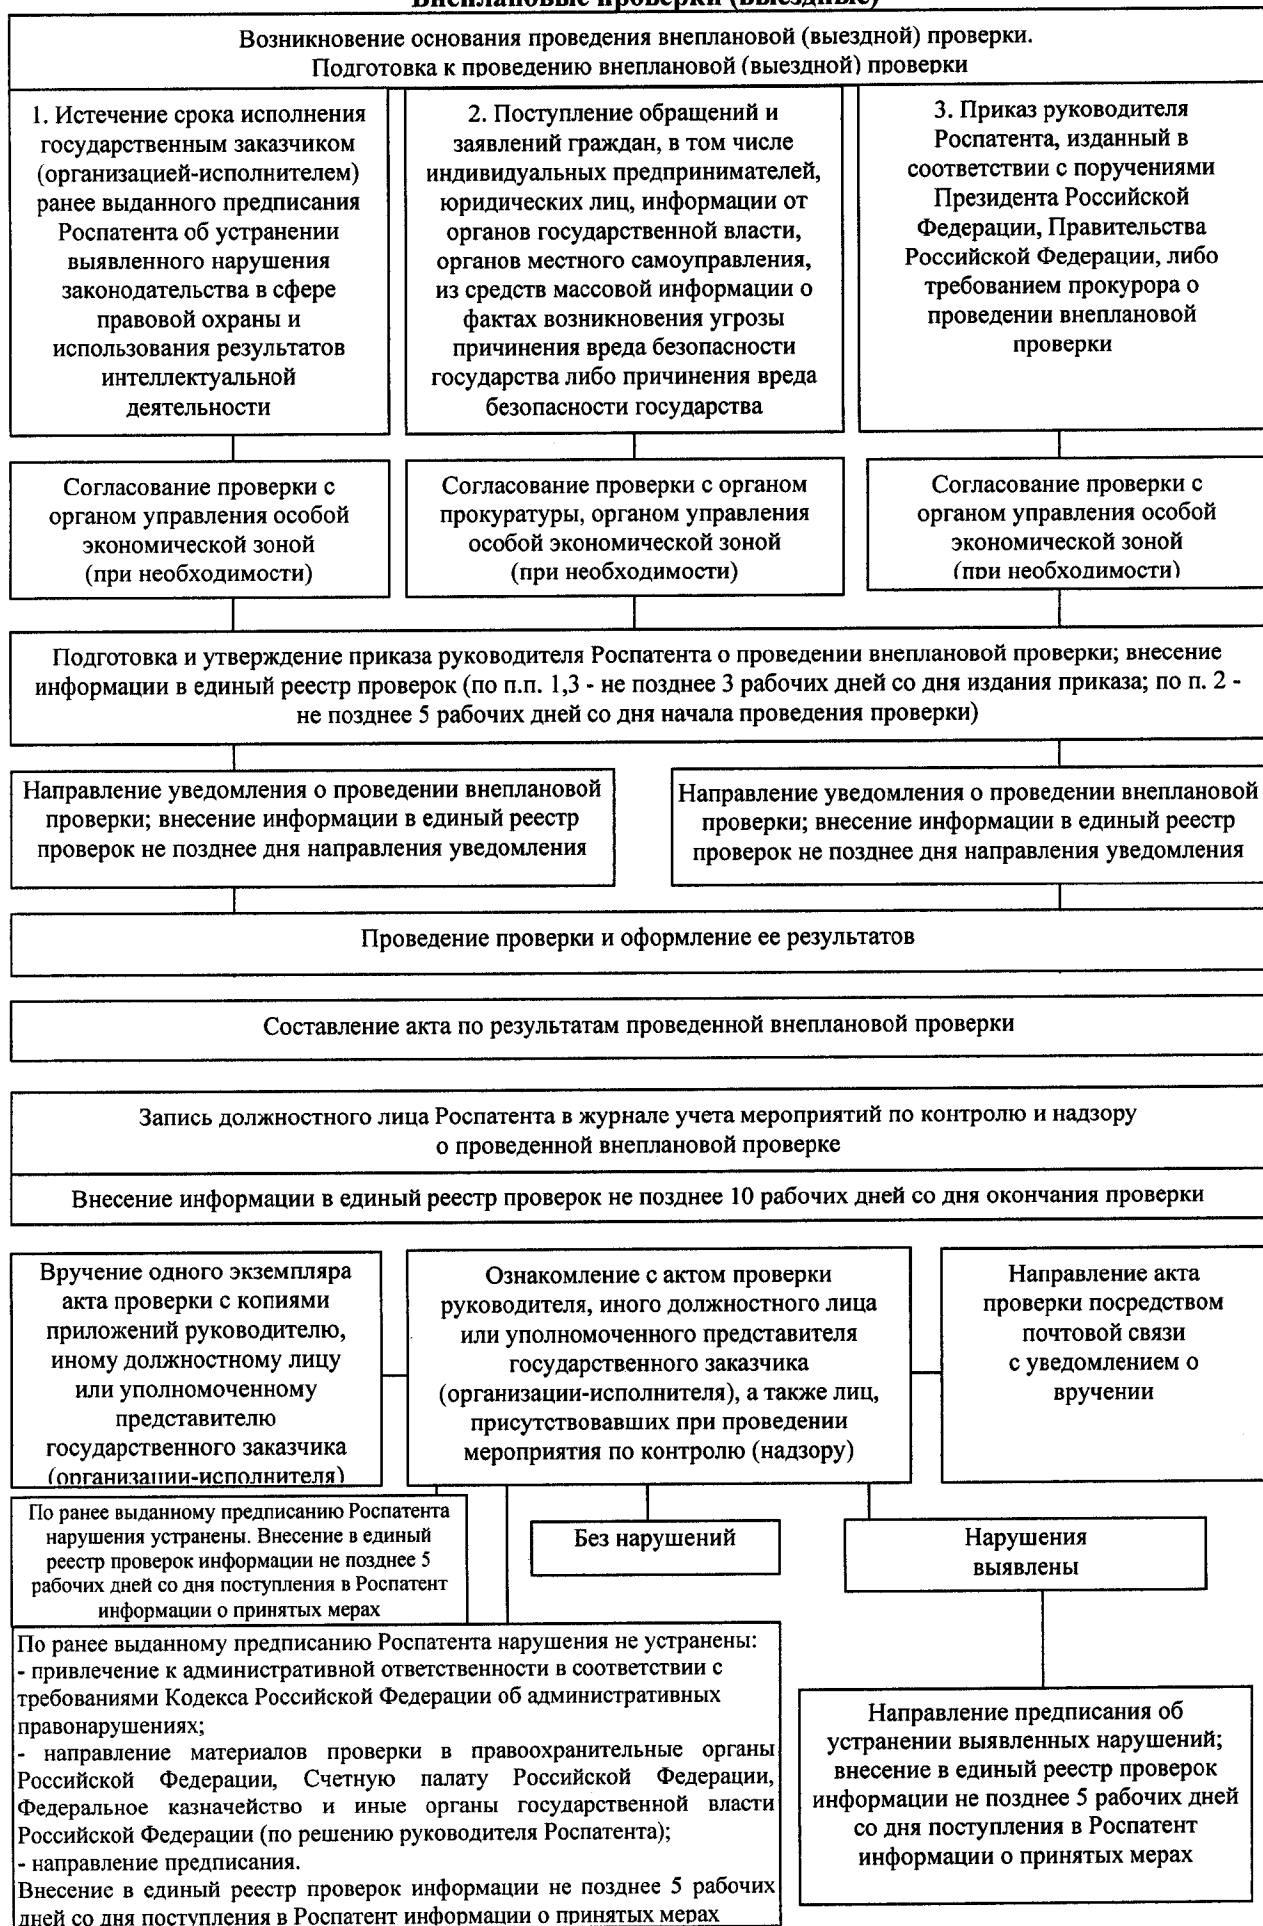 Внеплановые проверки (выездные)
Возникновение основания проведения внеплановой (выездной) проверки.
Подготовка к проведению внеплановой (выездной) проверки
1. Истечение срока исполнения
государственным заказчиком
(организацией-исполнителем)
ранее выданного предписания
Роспатента об устранении
выявленного нарушения
законодательства в сфере
правовой охраны и
использования результатов
интеллектуальной
деятельности
2. Поступление обращений и
заявлений граждан, в том числе
индивидуальных предпринимателей,
юридических лиц, информации от
органов государственной власти,
органов местного самоуправления,
из средств массовой информации о
фактах возникновения угрозы
причинения вреда безопасности
государства либо причинения вреда
безопасности государства
3. Приказ руководителя
Роспатента, изданный в
соответствии с поручениями
Президента Российской
Федерации, Правительства
Российской Федерации, либо
требованием прокурора о
проведении внеплановой
проверки
Согласование проверки с
органом управления особой
экономической зоной
(при необходимости)
Согласование проверки с органом
прокуратуры, органом управления
особой экономической зоной
(при необходимости)
Согласование проверки с
органом управления особой
экономической зоной
(при необходимости)
Подготовка и утверждение приказа руководителя Роспатента о проведении внеплановой проверки; внесение
информации в единый реестр проверок (по п.п. 1,3 - не позднее 3 рабочих дней со дня издания приказа; по п. 2 -
не позднее 5 рабочих дней со дня начала проведения проверки)
Направление уведомления о проведении внеплановой
проверки; внесение информации в единый реестр
проверок не позднее дня направления уведомления
Направление уведомления о проведении внеплановой
проверки; внесение информации в единый реестр
проверок не позднее дня направления уведомления
Проведение проверки и оформление ее результатов
Составление акта по результатам проведенной внеплановой проверки
Запись должностного лица Роспатента в журнале учета мероприятий по контролю и надзору
о проведенной внеплановой проверке
Внесение информации в единый реестр проверок не позднее 10 рабочих дней со дня окончания проверки
Вручение одного экземпляра
акта проверки с копиями
приложений руководителю,
иному должностному лицу
или уполномоченному
представителю
государственного заказчика
(организации-исполнителя)
Ознакомление с актом проверки
руководителя, иного должностного лица
или уполномоченного представителя
государственного заказчика
(организации-исполнителя), а также лиц,
присутствовавших при проведении
мероприятия по контролю (надзору)
Направление акта
проверки посредством
почтовой связи
с уведомлением о
вручении
По ранее выданному предписанию Роспатента
нарушения устранены. Внесение в единый
реестр проверок информации не позднее 5
рабочих дней со дня поступления в Роспатент
информации о принятых мерах
Без нарушений
Нарушения
выявлены
По ранее выданному предписанию Роспатента нарушения не устранены:
- привлечение к административной ответственности в соответствии с
требованиями Кодекса Российской Федерации об административных
правонарушениях;
- направление материалов проверки в правоохранительные органы
Российской Федерации, Счетную палату Российской Федерации,
Федеральное казначейство и иные органы государственной власти
Российской Федерации (по решению руководителя Роспатента);
- направление предписания.
Внесение в единый реестр проверок информации не позднее 5 рабочих
дней со дня поступления в Роспатент информации о принятых мерах
Направление предписания об
устранении выявленных нарушений;
внесение в единый реестр проверок
информации не позднее 5 рабочих дней
со дня поступления в Роспатент
информации о принятых мерах